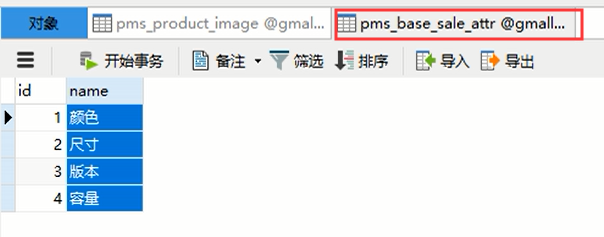 对象 pms_product_image @gmal... pms_base_sale_attr @gmall...
开始事务 备注 筛选 排序 导入 导出
id name
1 颜色
2 尺寸
3 版本
4 容量